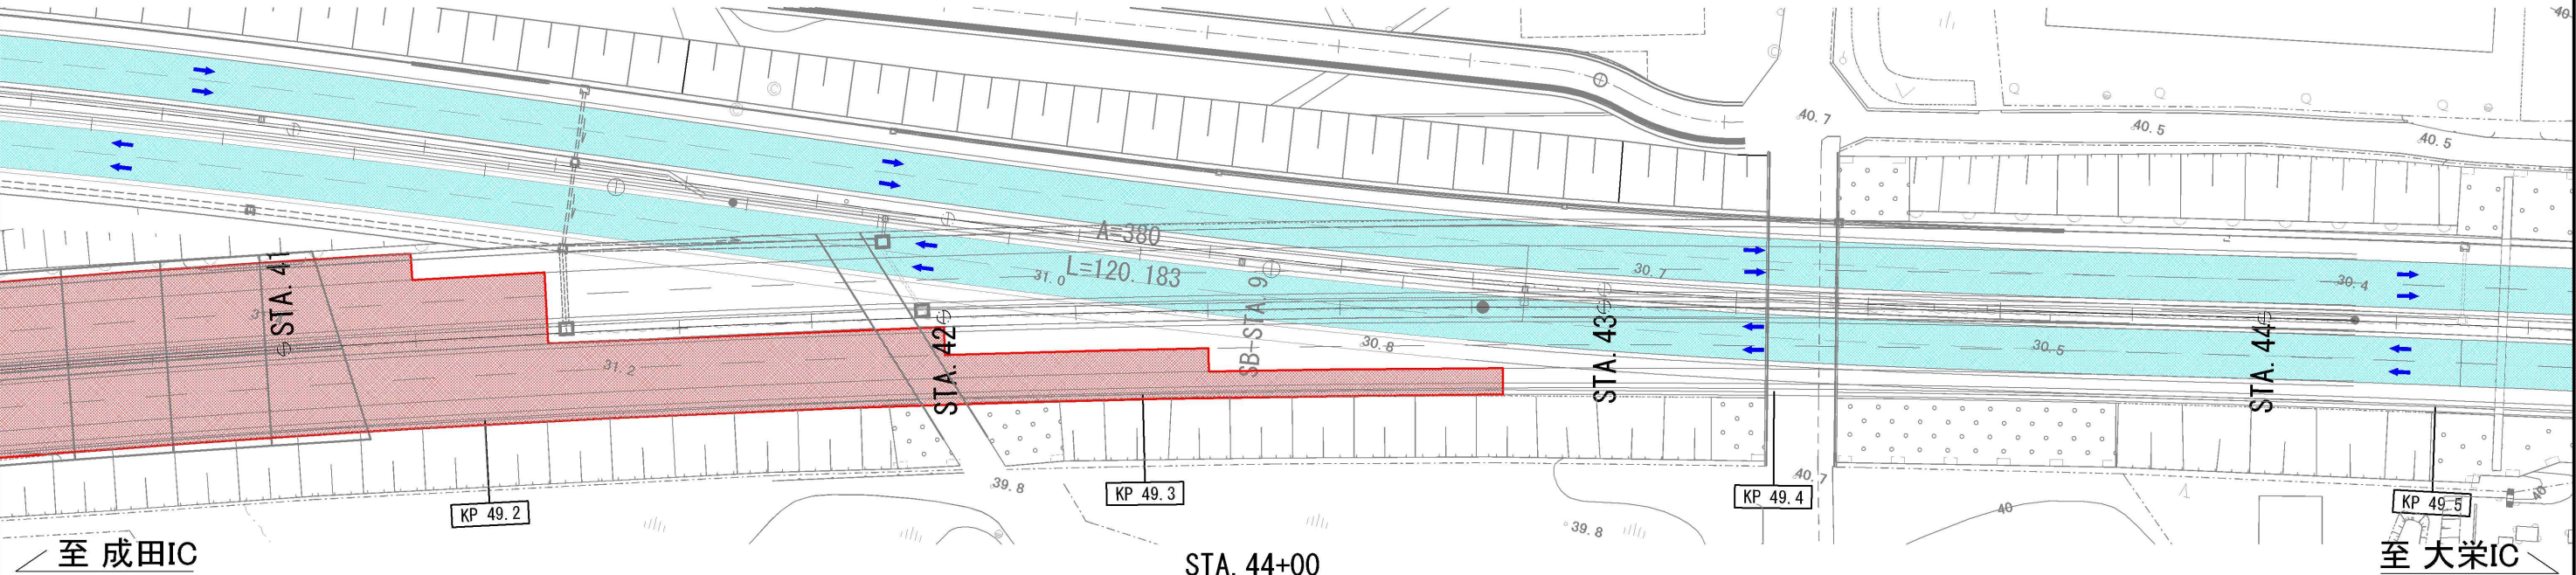 40.7
40.5
40.5
A=380
L=120.183
31.0
30.7
30.4
STA. 41
SB-STA. 9
31.2
STA. 42
30.8
STA. 43
30.5
STA. 44
39.8
40.7
KP 49.2
KP 49.3
KP 49.4
KP 49.5
39.8
40
40
至 成田IC
STA. 44+00
至 大栄IC